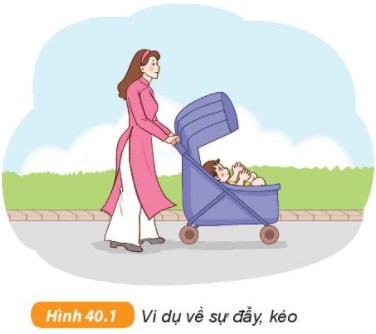 Hình 40.1 Ví dụ về sự đẩy, kéo